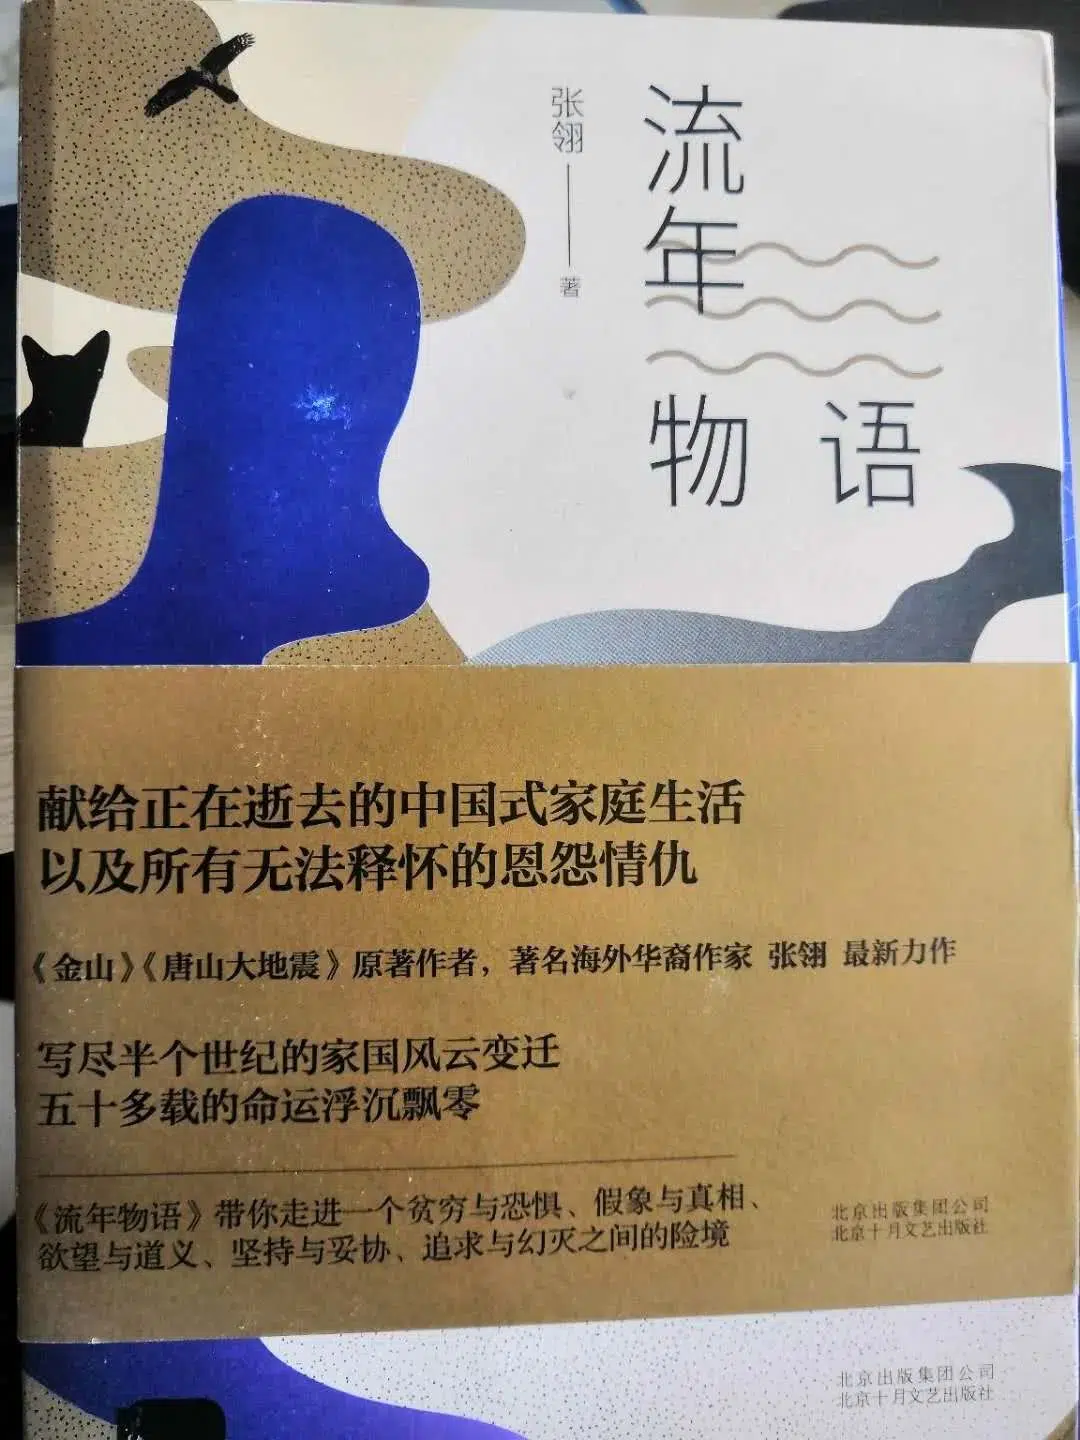 流年物语
张翎——著
献给正在逝去的中国式家庭生活
以及所有无法释怀的恩怨情仇
《金山》《唐山大地震》原著作者，著名海外华裔作家 张翎 最新力作
写尽半个世纪的家国风云变迁
五十多载的命运浮沉飘零
《流年物语》带你走进一个贫穷与恐惧、假象与真相、
欲望与道义、坚持与妥协、追求与幻灭之间的险境
北京出版集团公司
北京十月文艺出版社
北京出版集团公司
北京十月文艺出版社